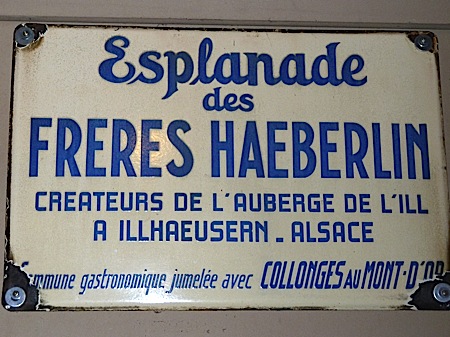 Esplanade
des
FRERES HAEBERLIN
CREATEURS DE L'AUBERGE DE L'ILL
A ILLHAEUSERN - ALSACE
Commune gastronomique jumelée avec COLLONGES AU MONT-D'OR